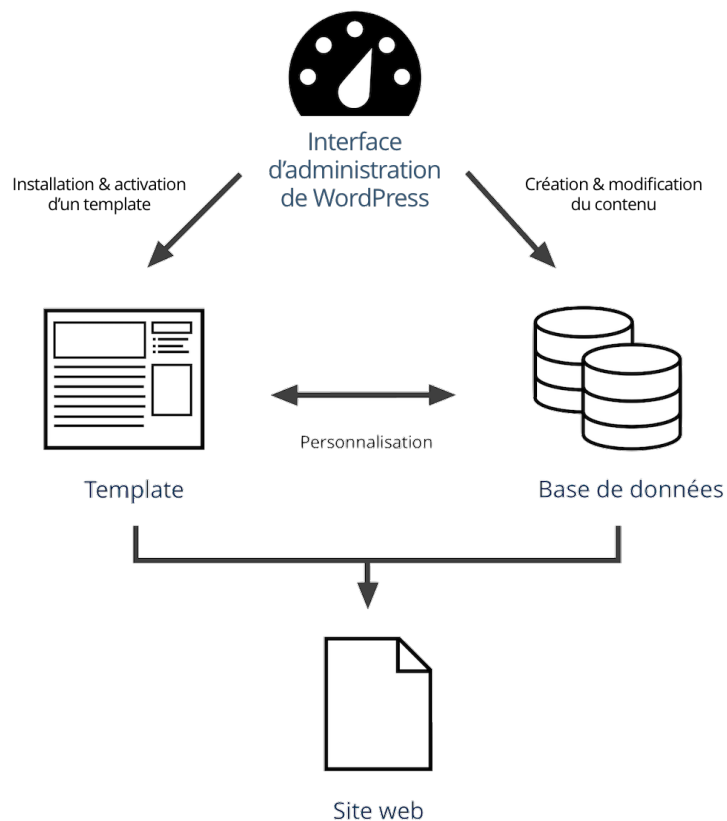 Interface
d’administration
de WordPress
Installation & activation
d’un template
Création & modification
du contenu
Personnalisation
Template
Base de données
Site web